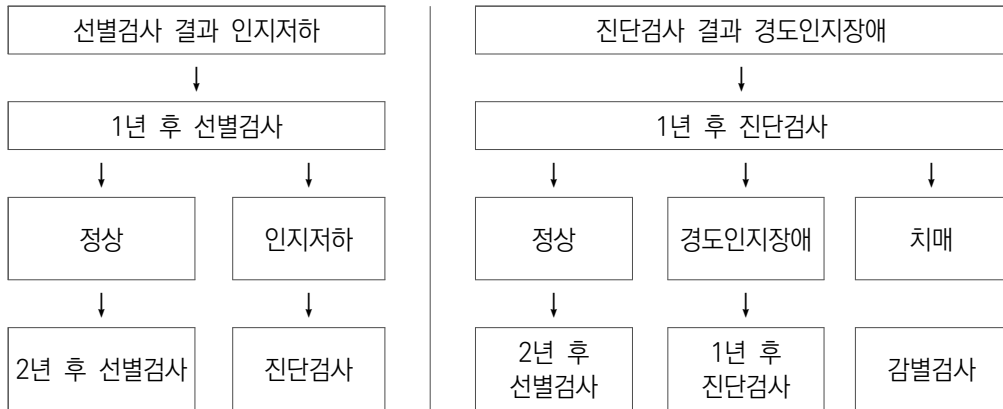 선별검사 결과 인지저하
1년 후 선별검사
정상
인지저하
2년 후 선별검사
진단검사
진단검사 결과 경도인지장애
1년 후 진단검사
정상
경도인지장애
치매
2년 후
선별검사
1년 후
진단검사
감별검사